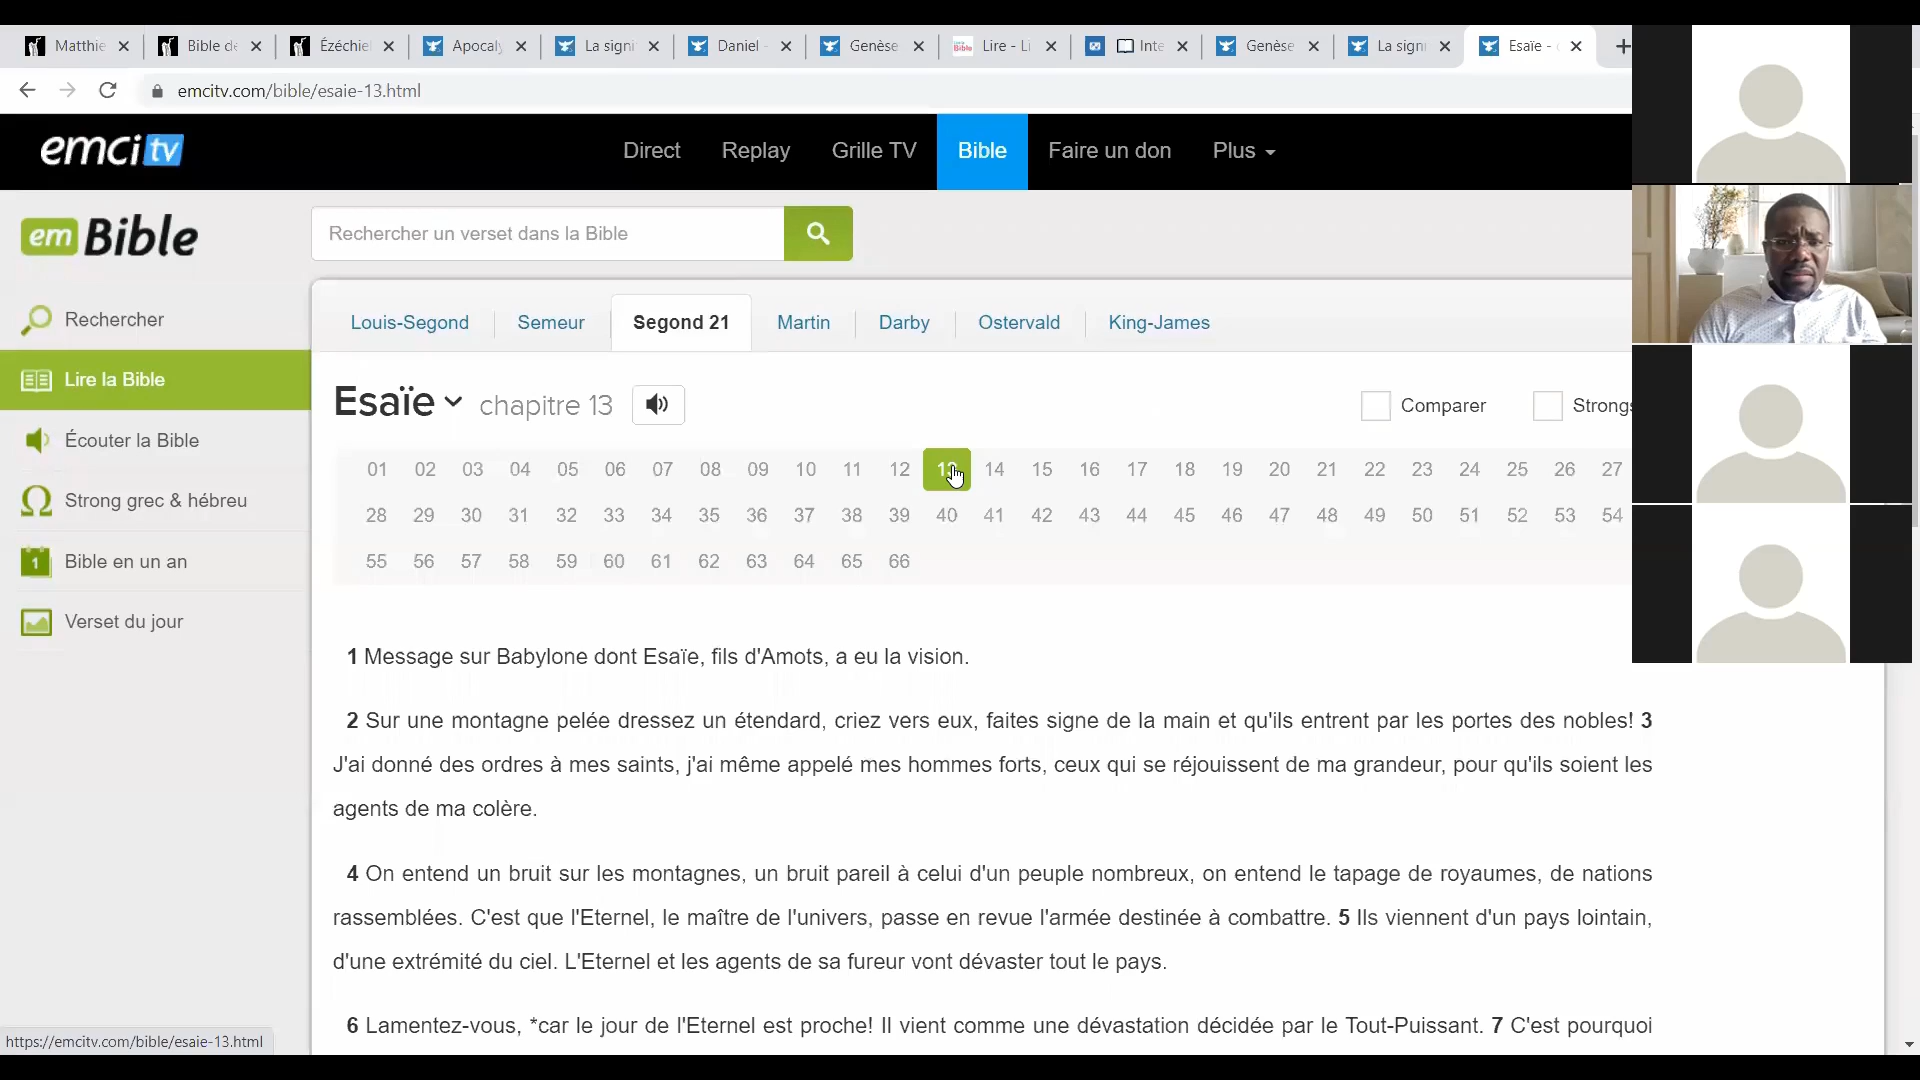 Matthie
Bible de
Ézéchiel
Apocaly
La signi
Daniel -
Genèse
Lire - Li
Inte
Genèse
La sign
Esaïe -
emcitv.com/bible/esaie-13.html
emci tv
Direct
Replay
Grille TV
Bible
Faire un don
Plus
em Bible
Rechercher un verset dans la Bible
Rechercher
Lire la Bible
Écouter la Bible
Strong grec & hébreu
1
Bible en un an
Verset du jour
Louis-Segond
Semeur
Segond 21
Martin
Darby
Ostervald
King-James
Esaïe chapitre 13
Comparer
Strongs
01 02 03 04 05 06 07 08 09 10 11 12 13 14 15 16 17 18 19 20 21 22 23 24 25 26 27
28 29 30 31 32 33 34 35 36 37 38 39 40 41 42 43 44 45 46 47 48 49 50 51 52 53 54
55 56 57 58 59 60 61 62 63 64 65 66
1 Message sur Babylone dont Esaïe, fils d'Amots, a eu la vision.
2 Sur une montagne pelée dressez un étendard, criez vers eux, faites signe de la main et qu'ils entrent par les portes des nobles! 3
J'ai donné des ordres à mes saints, j'ai même appelé mes hommes forts, ceux qui se réjouissent de ma grandeur, pour qu'ils soient les
agents de ma colère.
4 On entend un bruit sur les montagnes, un bruit pareil à celui d'un peuple nombreux, on entend le tapage de royaumes, de nations
rassemblées. C'est que l'Eternel, le maître de l'univers, passe en revue l'armée destinée à combattre. 5 Ils viennent d'un pays lointain,
d'une extrémité du ciel. L'Eternel et les agents de sa fureur vont dévaster tout le pays.
6 Lamentez-vous, *car le jour de l'Eternel est proche! Il vient comme une dévastation décidée par le Tout-Puissant. 7 C'est pourquoi
https://emcitv.com/bible/esaie-13.html